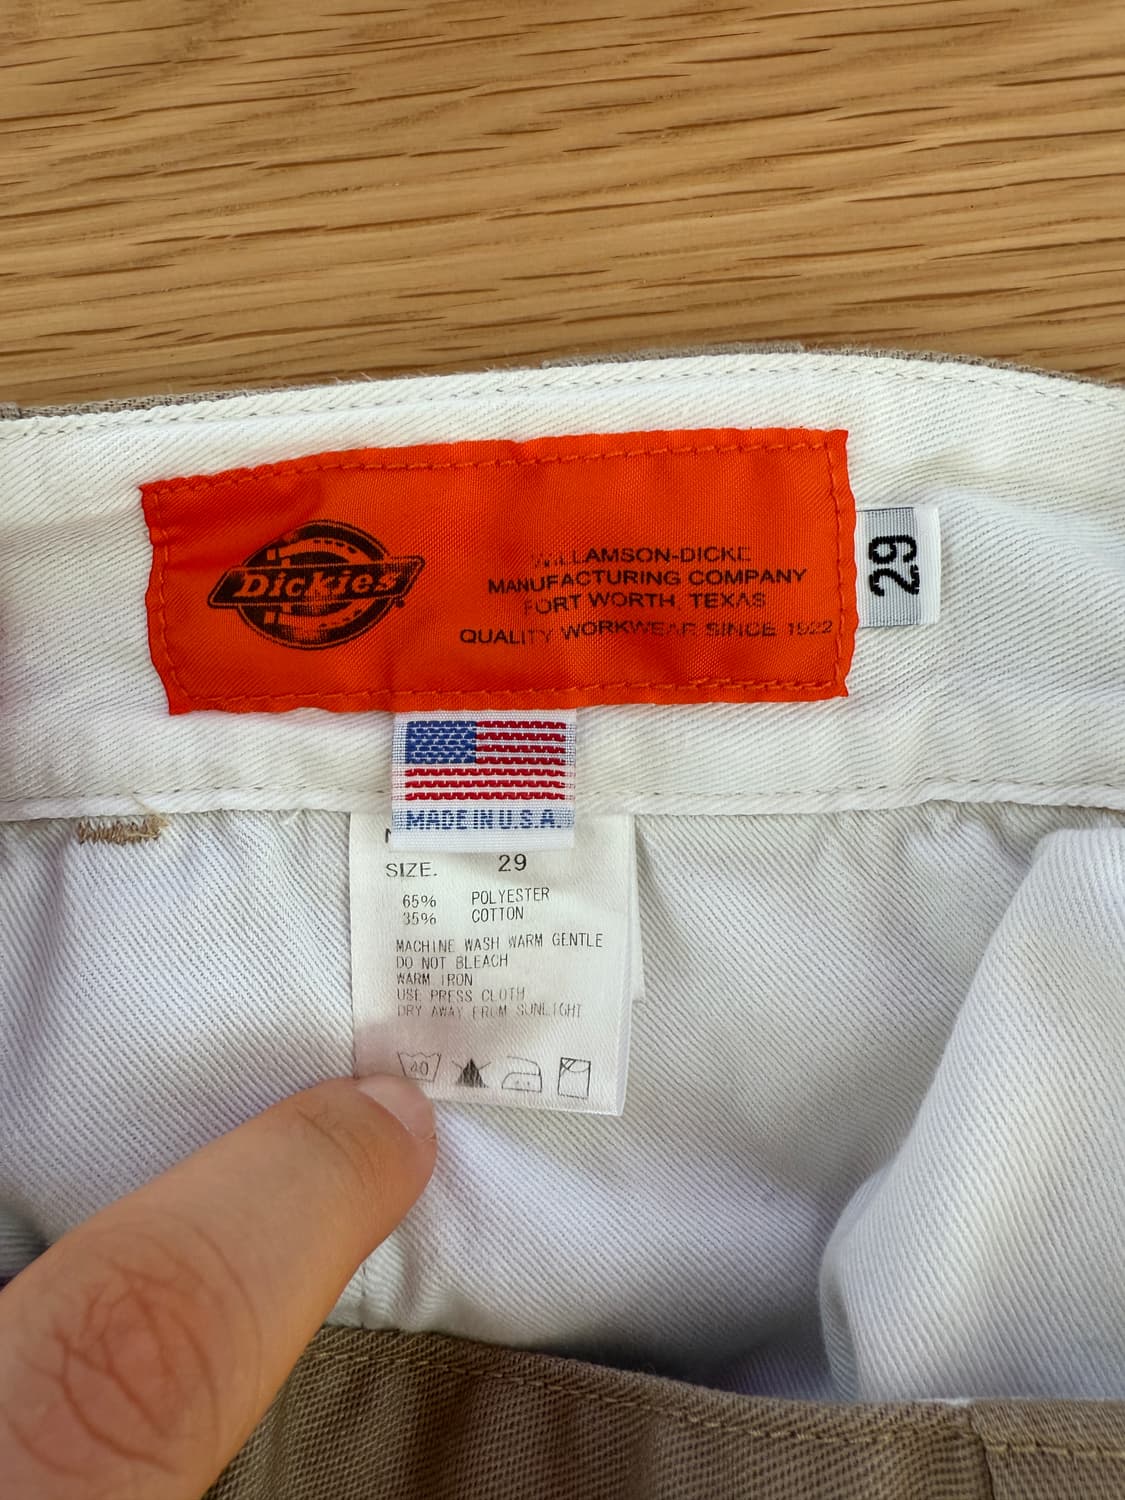 Dickies
WILLAMSON-DICKE
MANUFACTURING COMPANY
FORT WORTH, TEXAS
QUALITY WORKWEAR SINCE 1922
29
MADE IN U.S.A.
SIZE. 29
65% POLYESTER
35% COTTON
MACHINE WASH WARM GENTLE
DO NOT BLEACH
WARM IRON
USE PRESS CLOTH
DRY AWAY FROM SUNLIGHT
40